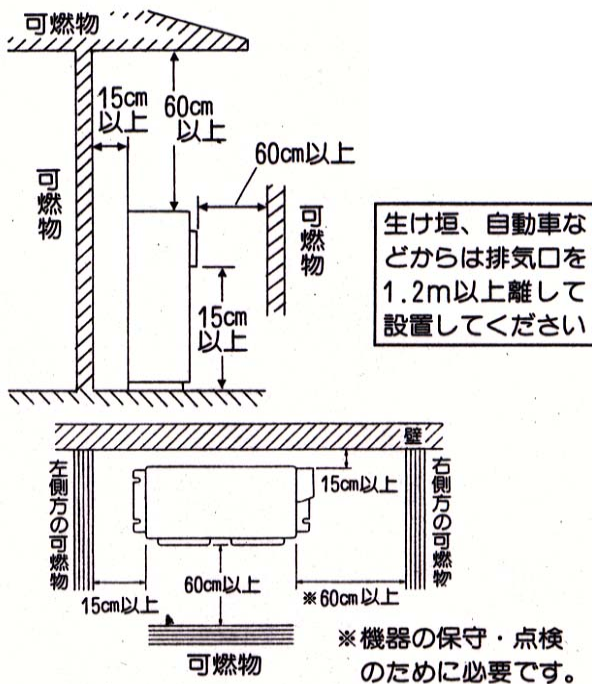 可燃物
15cm
以上
60cm
以上
60cm以上
可燃物
可燃物
15cm
以上
生け垣、自動車な
どからは排気口を
1.2m以上離して
設置してください
壁
左側方の可燃物
右側方の可燃物
15cm以上
15cm以上
60cm以上
※60cm以上
可燃物
※機器の保守・点検
のために必要です。